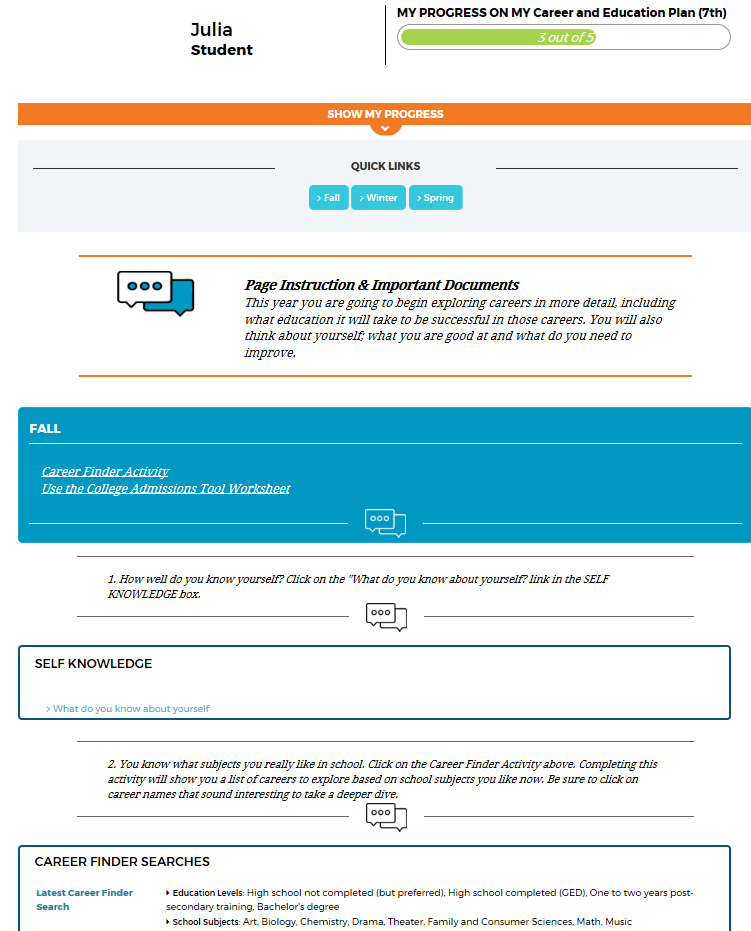 Julia
Student
MY PROGRESS ON MY Career and Education Plan (7th)
3 out of 5
SHOW MY PROGRESS
QUICK LINKS
› Fall › Winter › Spring
Page Instruction & Important Documents
This year you are going to begin exploring careers in more detail, including
what education it will take to be successful in those careers. You will also
think about yourself; what you are good at and what do you need to
improve.
FALL
Career Finder Activity
Use the College Admissions Tool Worksheet
1. How well do you know yourself? Click on the "What do you know about yourself? link in the SELF
KNOWLEDGE box.
SELF KNOWLEDGE
› What do you know about yourself
2. You know what subjects you really like in school. Click on the Career Finder Activity above. Completing this
activity will show you a list of careers to explore based on school subjects you like now. Be sure to click on
career names that sound interesting to take a deeper dive.
CAREER FINDER SEARCHES
Latest Career Finder
Search
Education Levels: High school not completed (but preferred), High school completed (GED), One to two years post-
secondary training, Bachelor's degree
School Subjects: Art, Biology, Chemistry, Drama, Theater, Family and Consumer Sciences, Math, Music